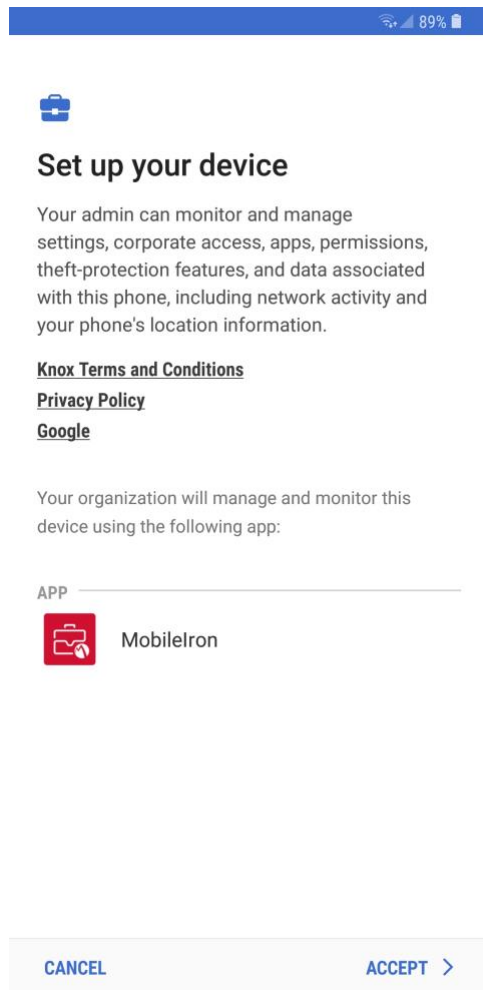 89%
Set up your device
Your admin can monitor and manage
settings, corporate access, apps, permissions,
theft-protection features, and data associated
with this phone, including network activity and
your phone's location information.
Knox Terms and Conditions
Privacy Policy
Google
Your organization will manage and monitor this
device using the following app:
APP
MobileIron
CANCEL
ACCEPT